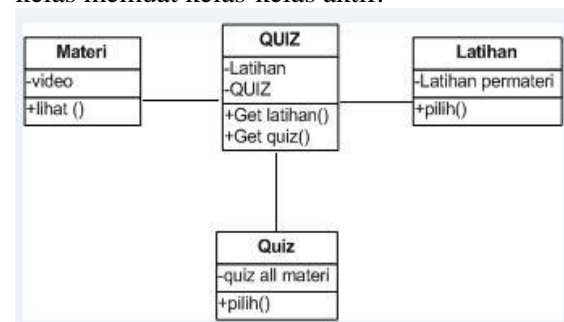 kelas memuat kelas-kelas aktif.
Materi
-video
+lihat ()
QUIZ
-Latihan
-QUIZ
+Get latihan()
+Get quiz()
Latihan
-Latihan permateri
+pilih()
Quiz
-quiz all materi
+pilih()